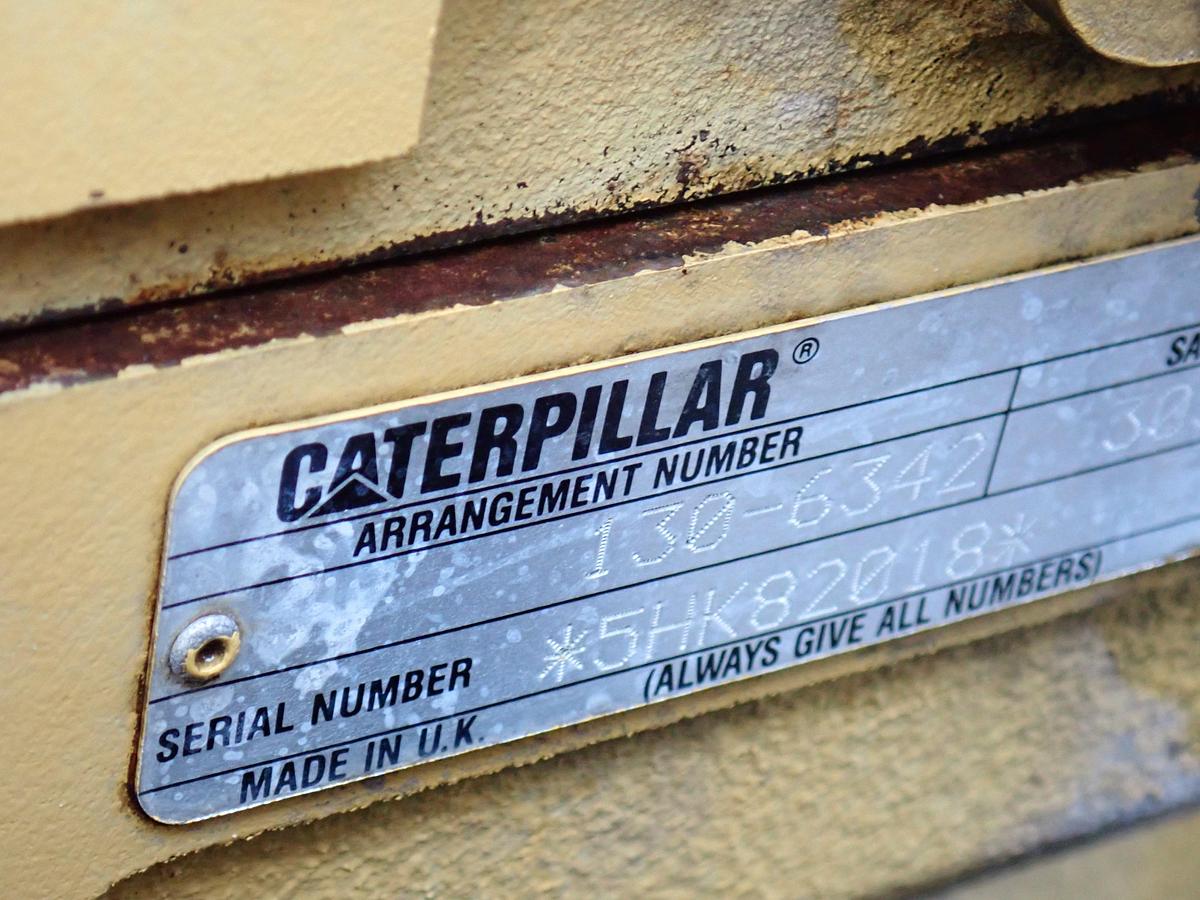 CATERPILLAR®
ARRANGEMENT NUMBER
130-6342
SERIAL NUMBER *5HK82018*
MADE IN U.K. (ALWAYS GIVE ALL NUMBERS)